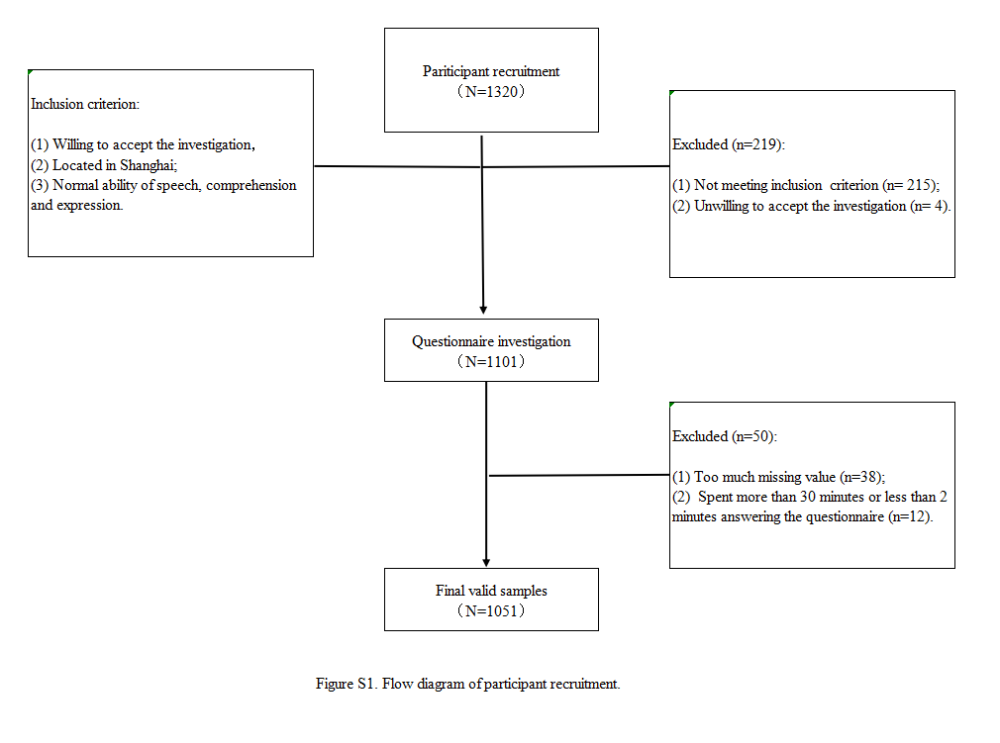 Pariticipant recruitment
（N=1320）
Inclusion criterion:
(1) Willing to accept the investigation,
(2) Located in Shanghai;
(3) Normal ability of speech, comprehension
and expression.
Excluded (n=219):
(1) Not meeting inclusion  criterion (n= 215);
(2) Unwilling to accept the investigation (n= 4).
Questionnaire investigation
（N=1101）
Excluded (n=50):
(1) Too much missing value (n=38);
(2)  Spent more than 30 minutes or less than 2
minutes answering the questionnaire (n=12).
Final valid samples
（N=1051）
Figure S1. Flow diagram of participant recruitment.